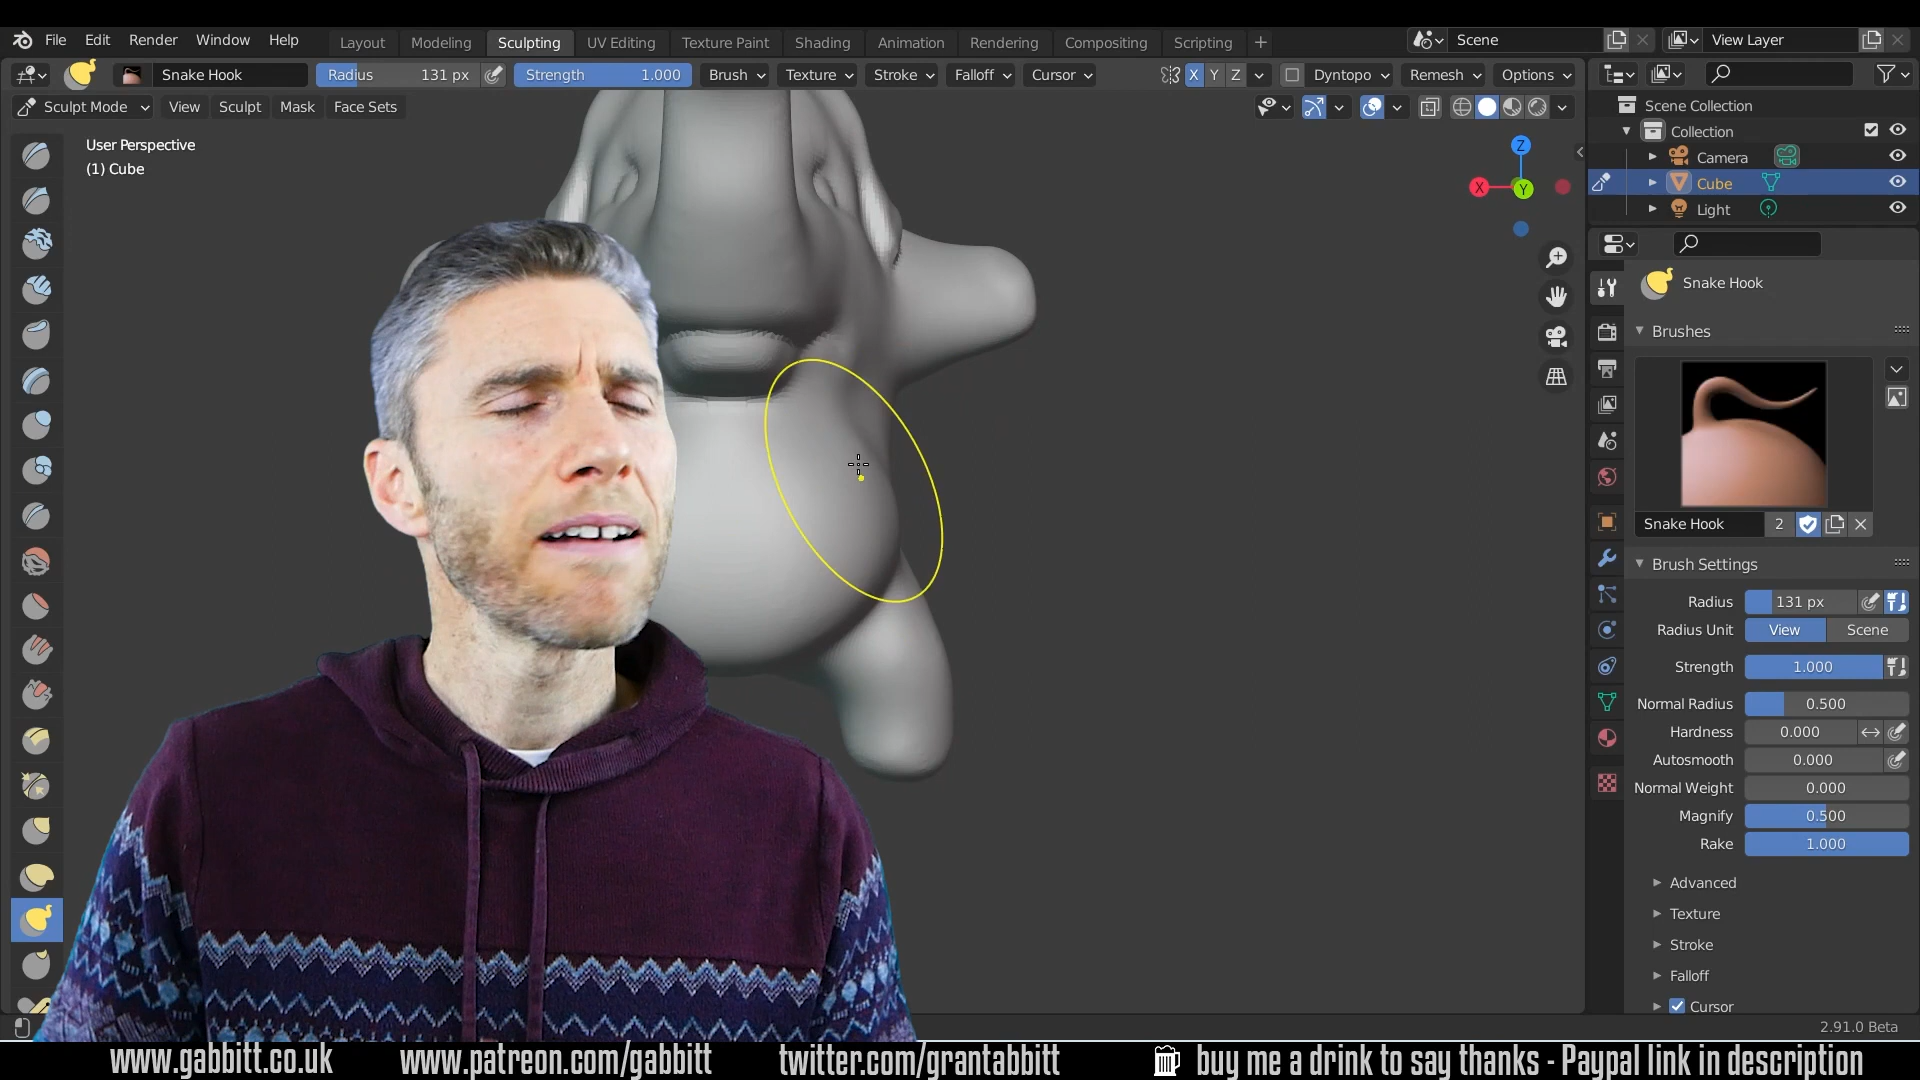 File Edit Render Window Help Layout Modeling Sculpting UV Editing Texture Paint Shading Animation Rendering Compositing Scripting + Scene View Layer
Snake Hook Radius 131 px Strength 1.000 Brush Texture Stroke Falloff Cursor X Y Z Dyntopo Remesh Options
Sculpt Mode View Sculpt Mask Face Sets
User Perspective
(1) Cube
Z
X
Y
Scene Collection
Collection
Camera
Cube
Light
Snake Hook
Brushes
Snake Hook 2
Brush Settings
Radius 131 px
Radius Unit View Scene
Strength 1.000
Normal Radius 0.500
Hardness 0.000
Autosmooth 0.000
Normal Weight 0.000
Magnify 0.500
Rake 1.000
Advanced
Texture
Stroke
Falloff
Cursor
2.91.0 Beta
www.gabbitt.co.uk www.patreon.com/gabbitt twitter.com/grantabbitt buy me a drink to say thanks - Paypal link in description